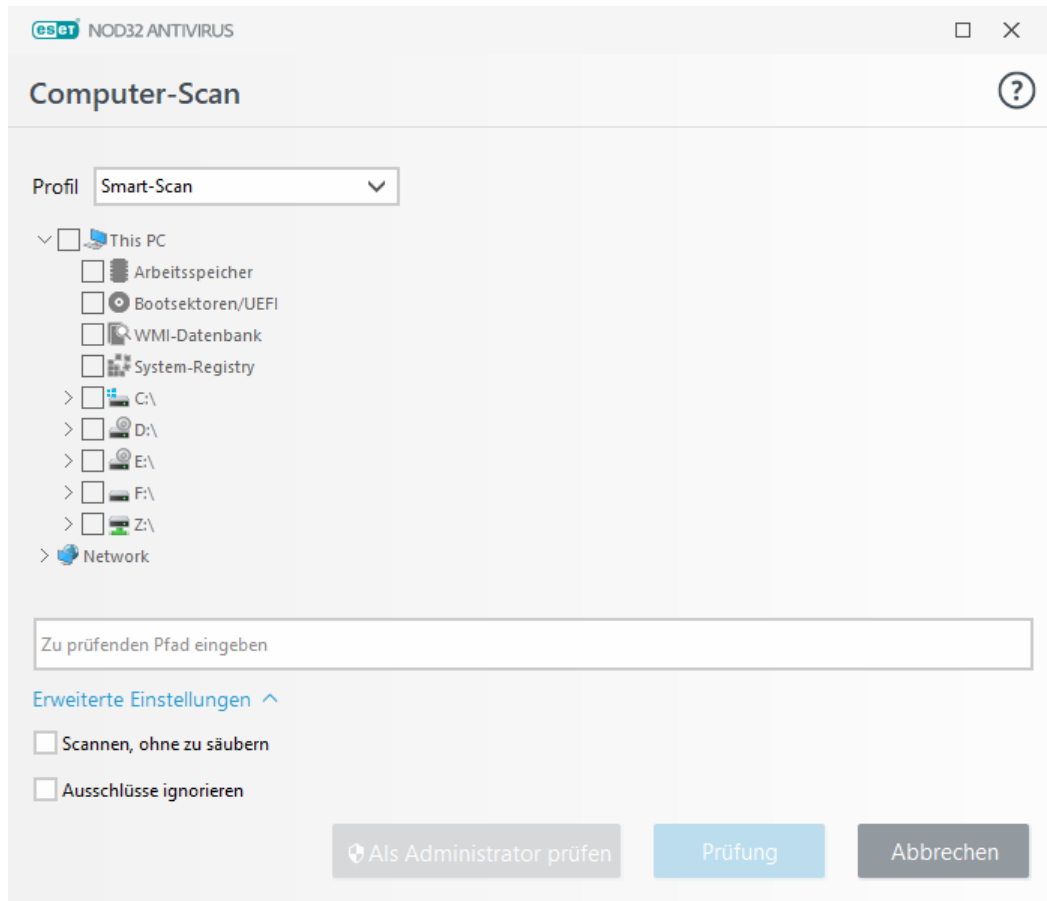 eset NOD32 ANTIVIRUS
Computer-Scan
?
Profil Smart-Scan
This PC
Arbeitsspeicher
Bootsektoren/UEFI
WMI-Datenbank
System-Registry
C:\
D:\
E:\
F:\
Z:\
Network
Zu prüfenden Pfad eingeben
Erweiterte Einstellungen
Scannen, ohne zu säubern
Ausschlüsse ignorieren
Als Administrator prüfen Prüfung Abbrechen